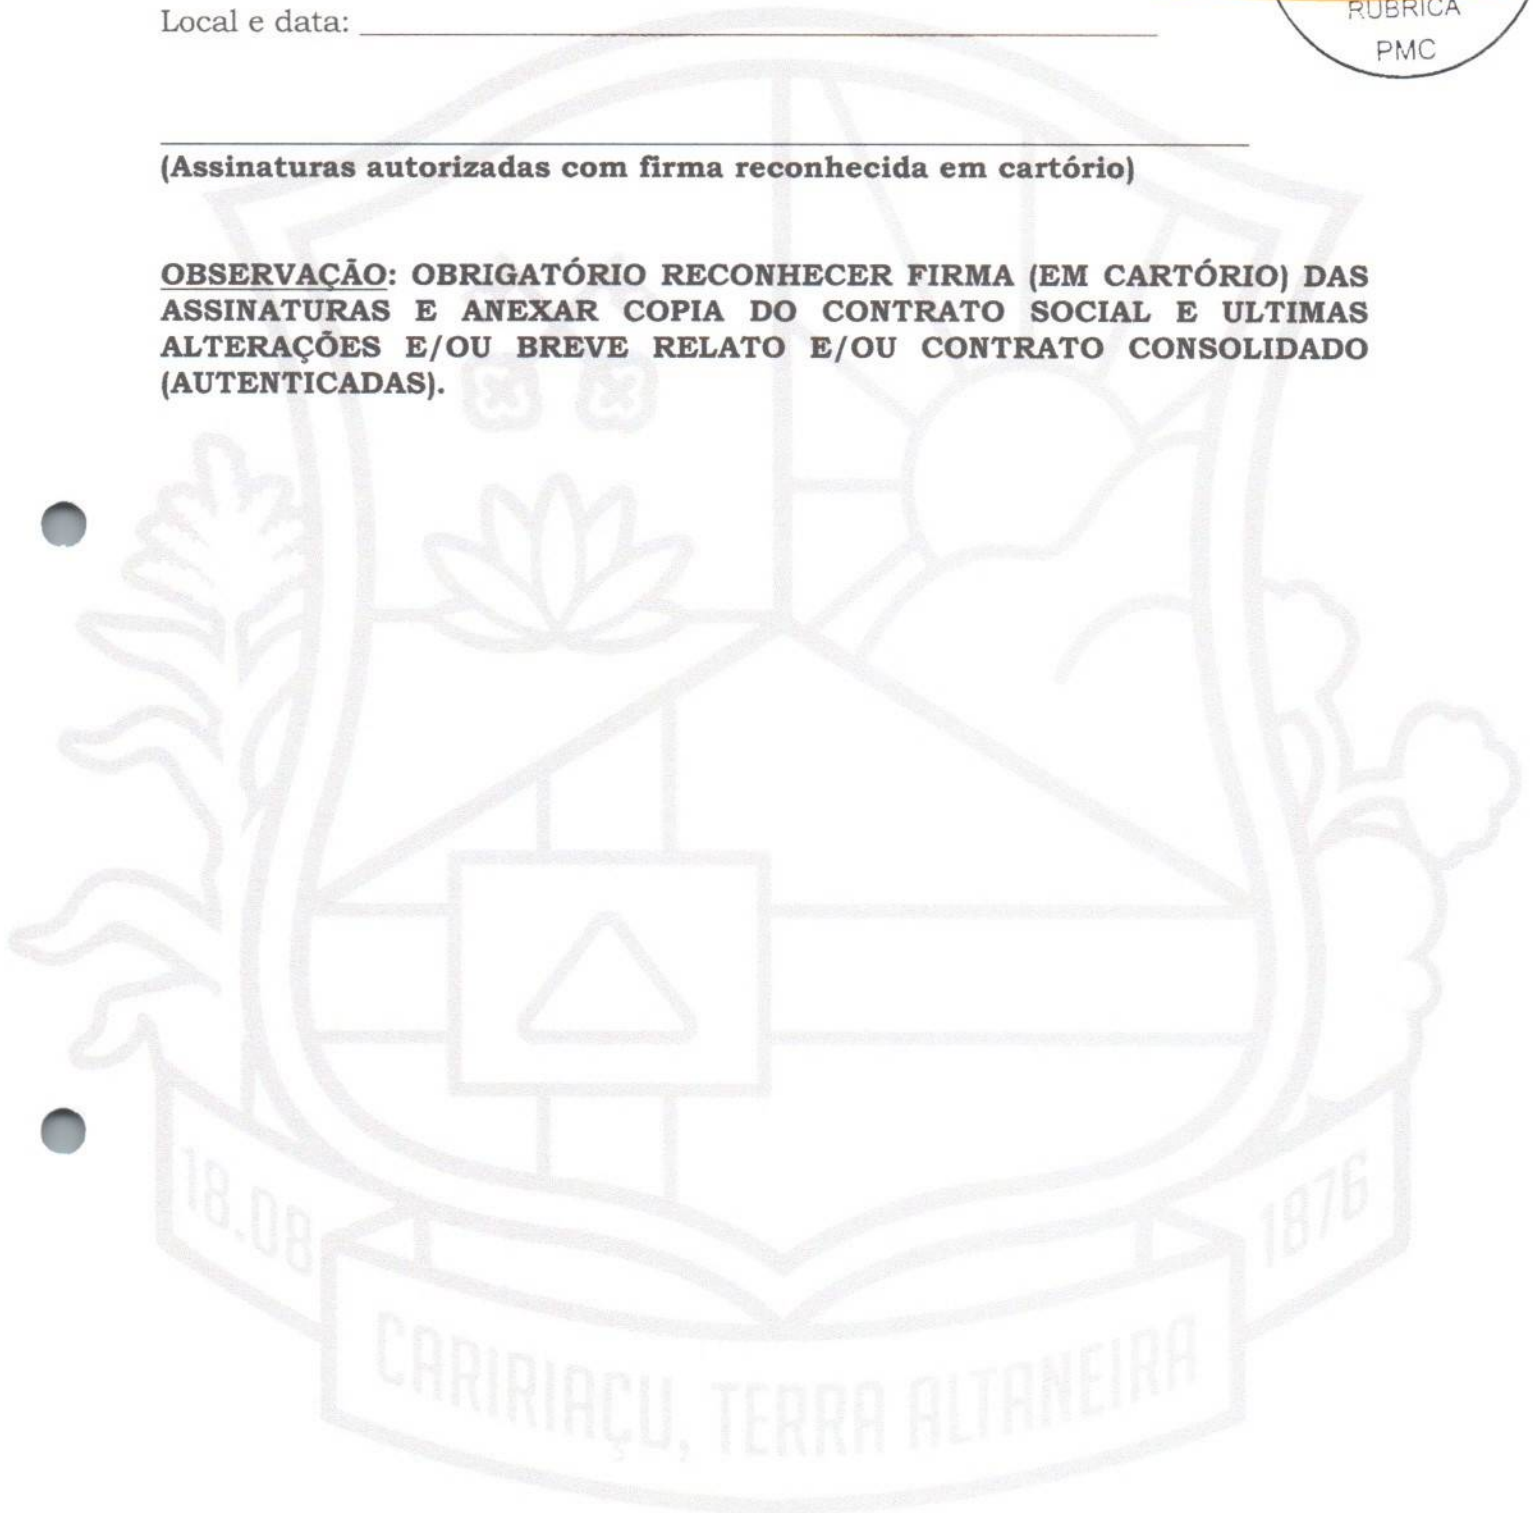 Local e data: ____________________
RUBRICA
PMC
(Assinaturas autorizadas com firma reconhecida em cartório)
OBSERVAÇÃO: OBRIGATÓRIO RECONHECER FIRMA (EM CARTÓRIO) DAS
ASSINATURAS E ANEXAR COPIA DO CONTRATO SOCIAL E ULTIMAS
ALTERAÇÕES E/OU BREVE RELATO E/OU CONTRATO CONSOLIDADO
(AUTENTICADAS).
18.08
1876
CARIRIAÇU, TERRA ALTANEIRA